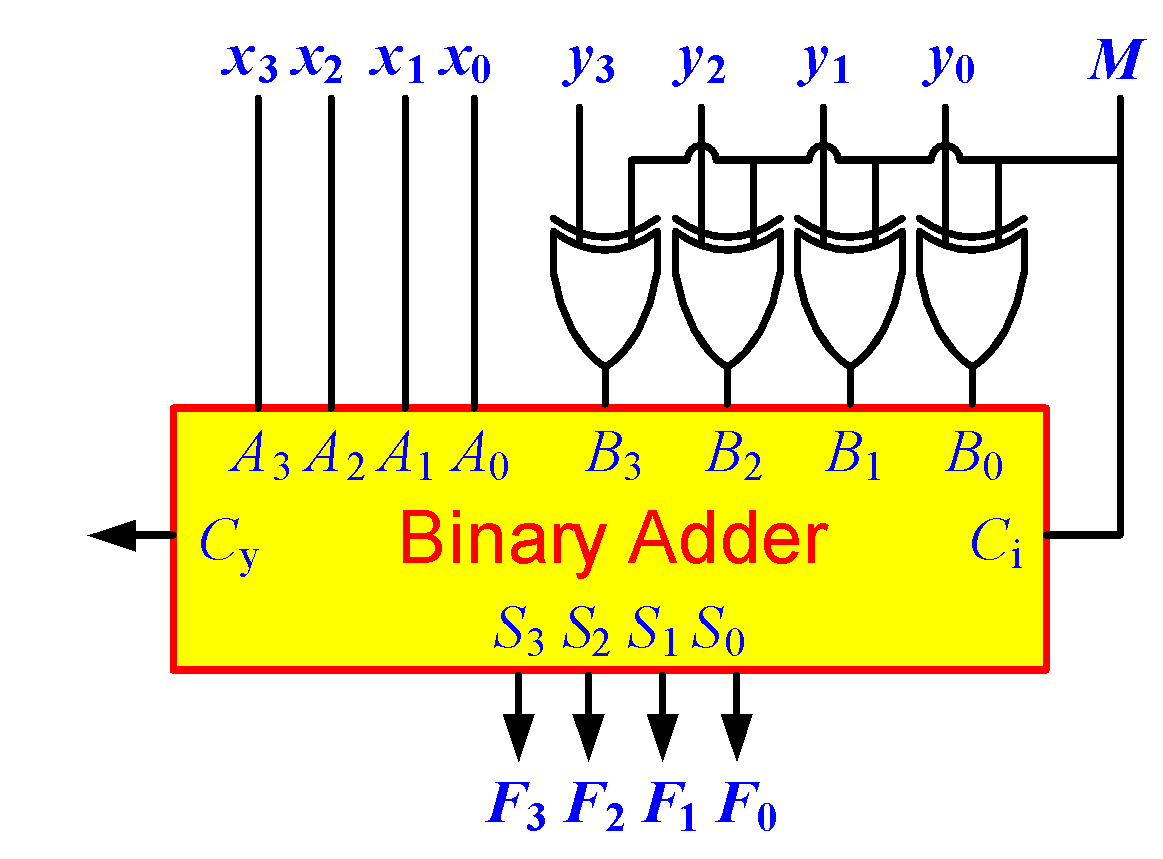 x3 x2 x1 x0 y3 y2 y1 y0 M
A3 A2 A1 A0 B3 B2 B1 B0
Cy Binary Adder Ci
S3 S2 S1 S0
F3 F2 F1 F0